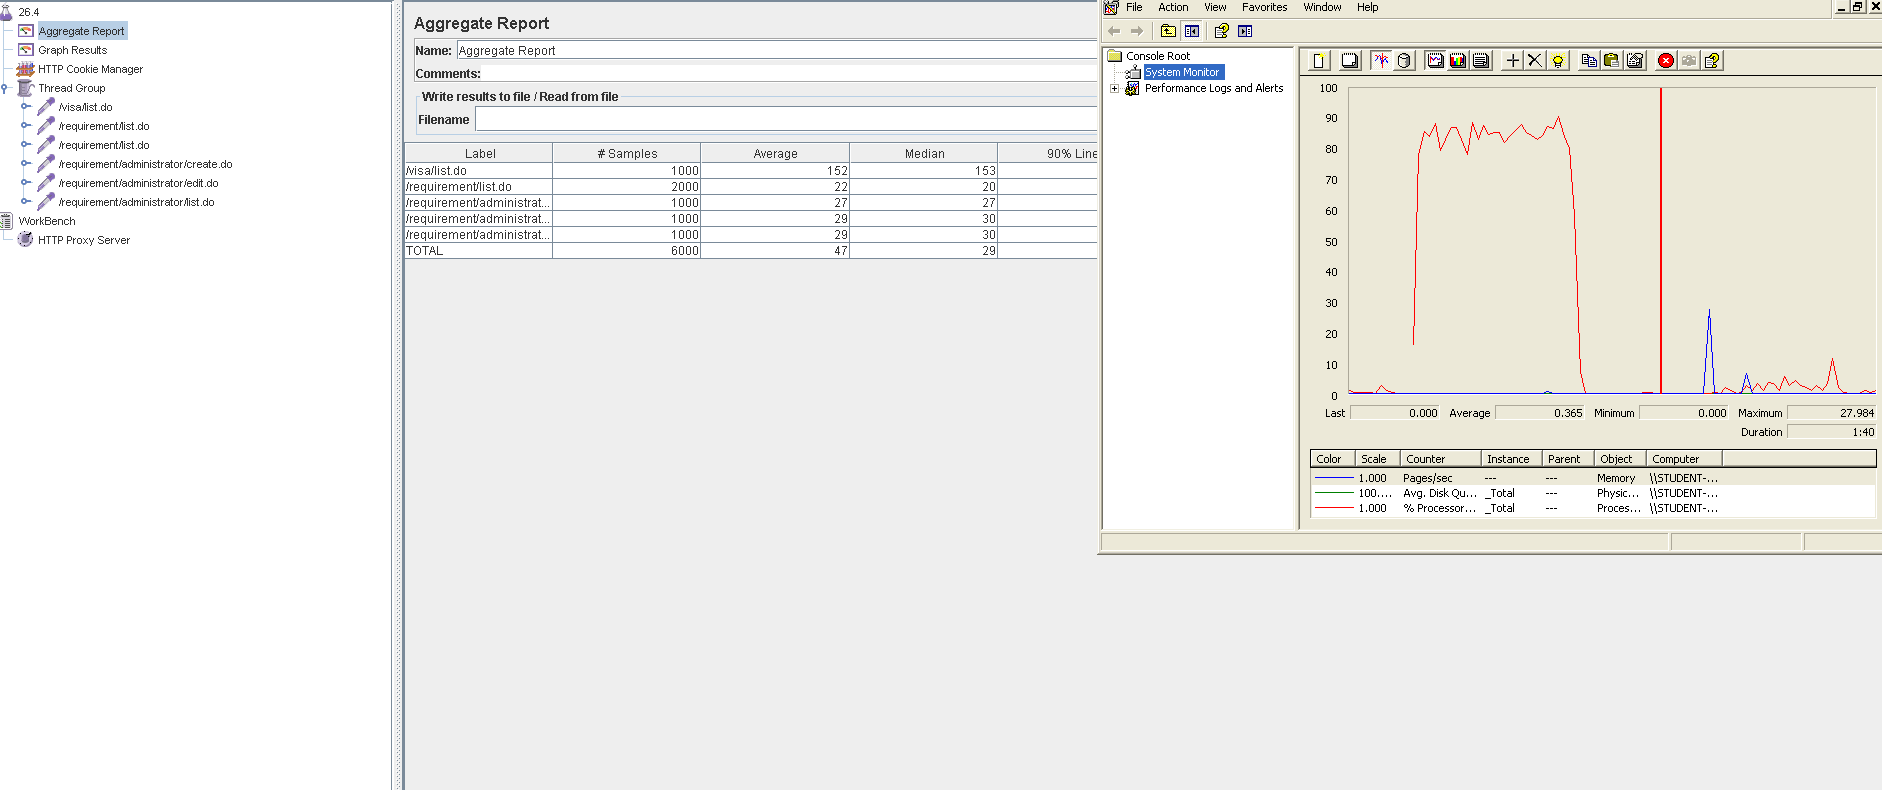 26.4
Aggregate Report
Graph Results
HTTP Cookie Manager
Thread Group
/visa/list.do
/requirement/list.do
/requirement/list.do
/requirement/administrator/create.do
/requirement/administrator/edit.do
/requirement/administrator/list.do
WorkBench
HTTP Proxy Server
Aggregate Report
Name: Aggregate Report
Comments:
Write results to file / Read from file
Filename
Label # Samples Average Median 90% Line
/visa/list.do 1000 152 153
/requirement/list.do 2000 22 20
/requirement/administrat... 1000 27 27
/requirement/administrat... 1000 29 30
/requirement/administrat... 1000 29 30
TOTAL 6000 47 29
File Action View Favorites Window Help
Console Root
System Monitor
Performance Logs and Alerts
100
90
80
70
60
50
40
30
20
10
0
Last 0.000 Average 0.365 Minimum 0.000 Maximum 27.984
Duration 1:40
Color Scale Counter Instance Parent Object Computer
1.000 Pages/sec --- --- Memory \\STUDENT-...
100.... Avg. Disk Qu... _Total --- Physic... \\STUDENT-...
1.000 % Processor... _Total --- Proces... \\STUDENT-...